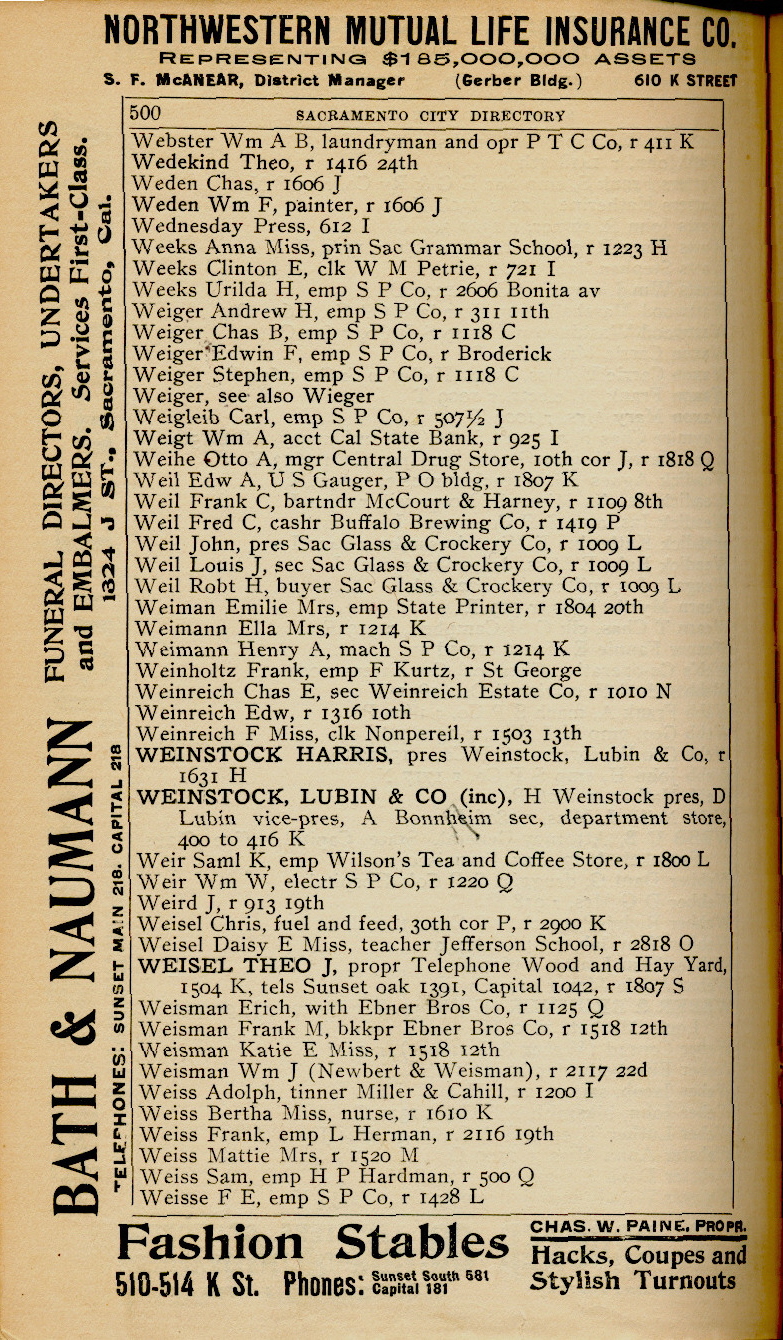 NORTHWESTERN MUTUAL LIFE INSURANCE CO.
REPRESENTING $185,000,000 ASSETS
S. F. McANEAR, District Manager (Gerber Bldg.) 610 K STREET
500 SACRAMENTO CITY DIRECTORY
Webster Wm A B, laundryman and opr P T C Co, r 411 K
Wedekind Theo, r 1416 24th
Weden Chas, r 1606 J
Weden Wm F, painter, r 1606 J
Wednesday Press, 612 I
Weeks Anna Miss, prin Sac Grammar School, r 1223 H
Weeks Clinton E, clk W M Petrie, r 721 I
Weeks Urilda H, emp S P Co, r 2606 Bonita av
Weiger Andrew H, emp S P Co, r 311 11th
Weiger Chas B, emp S P Co, r 1118 C
Weiger Edwin F, emp S P Co, r Broderick
Weiger Stephen, emp S P Co, r 1118 C
Weiger, see also Wieger
Weigleib Carl, emp S P Co, r 507½ J
Weigt Wm A, acct Cal State Bank, r 925 I
Weihe Otto A, mgr Central Drug Store, 10th cor J, r 1818 Q
Weil Edw A, U S Gauger, P O bldg, r 1807 K
Weil Frank C, bartndr McCourt & Harney, r 1109 8th
Weil Fred C, cashr Buffalo Brewing Co, r 1419 P
Weil John, pres Sac Glass & Crockery Co, r 1009 L
Weil Louis J, sec Sac Glass & Crockery Co, r 1009 L
Weil Robt H, buyer Sac Glass & Crockery Co, r 1009 L
Weiman Emilie Mrs, emp State Printer, r 1804 20th
Weimann Ella Mrs, r 1214 K
Weimann Henry A, mach S P Co, r 1214 K
Weinholtz Frank, emp F Kurtz, r St George
Weinreich Chas E, sec Weinreich Estate Co, r 1010 N
Weinreich Edw, r 1316 10th
Weinreich F Miss, clk Nonpereil, r 1503 13th
WEINSTOCK HARRIS, pres Weinstock, Lubin & Co, r
1631 H
WEINSTOCK, LUBIN & CO (inc), H Weinstock pres, D
Lubin vice-pres, A Bonnheim sec, department store,
400 to 416 K
Weir Saml K, emp Wilson's Tea and Coffee Store, r 1800 L
Weir Wm W, electr S P Co, r 1220 Q
Weird J, r 913 19th
Weisel Chris, fuel and feed, 30th cor P, r 2900 K
Weisel Daisy E Miss, teacher Jefferson School, r 2818 O
WEISEL THEO J, propr Telephone Wood and Hay Yard,
1504 K, tels Sunset oak 1391, Capital 1042, r 1807 S
Weisman Erich, with Ebner Bros Co, r 1125 Q
Weisman Frank M, bkkpr Ebner Bros Co, r 1518 12th
Weisman Katie E Miss, r 1518 12th
Weisman Wm J (Newbert & Weisman), r 2117 22d
Weiss Adolph, tinner Miller & Cahill, r 1200 I
Weiss Bertha Miss, nurse, r 1610 K
Weiss Frank, emp L Herman, r 2116 19th
Weiss Mattie Mrs, r 1520 M
Weiss Sam, emp H P Hardman, r 500 Q
Weisse F E, emp S P Co, r 1428 L
BATH & NAUMANN
FUNERAL DIRECTORS, UNDERTAKERS
and EMBALMERS. Services First-Class.
1324 J ST., Sacramento, Cal.
TELEPHONES: SUNSET MAIN 218. CAPITAL 218
Fashion Stables
510-514 K St. Phones: Sunset South 681
Capital 181
CHAS. W. PAINE, PROPR.
Hacks, Coupes and
Stylish Turnouts